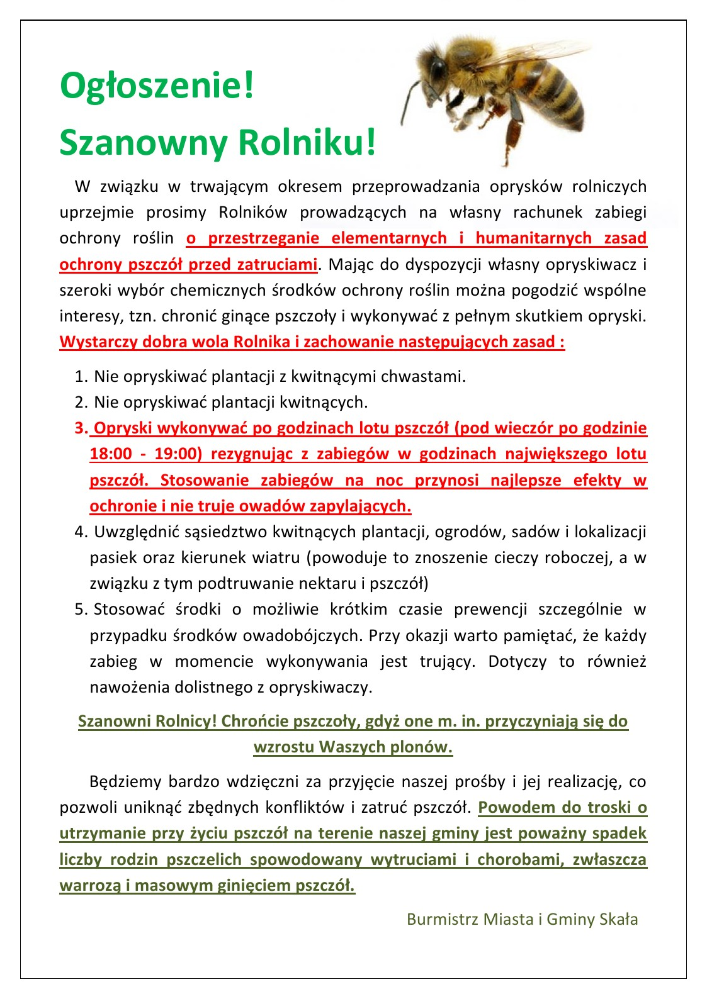 Ogłoszenie!
Szanowny Rolniku!
W związku w trwającym okresem przeprowadzania oprysków rolniczych
uprzejmie prosimy Rolników prowadzących na własny rachunek zabiegi
ochrony roślin o przestrzeganie elementarnych i humanitarnych zasad
ochrony pszczół przed zatruciami. Mając do dyspozycji własny opryskiwacz i
szeroki wybór chemicznych środków ochrony roślin można pogodzić wspólne
interesy, tzn. chronić ginące pszczoły i wykonywać z pełnym skutkiem opryski.
Wystarczy dobra wola Rolnika i zachowanie następujących zasad :
1. Nie opryskiwać plantacji z kwitnącymi chwastami.
2. Nie opryskiwać plantacji kwitnących.
3. Opryski wykonywać po godzinach lotu pszczół (pod wieczór po godzinie
18:00 - 19:00) rezygnując z zabiegów w godzinach największego lotu
pszczół. Stosowanie zabiegów na noc przynosi najlepsze efekty w
ochronie i nie truje owadów zapylających.
4. Uwzględnić sąsiedztwo kwitnących plantacji, ogrodów, sadów i lokalizacji
pasiek oraz kierunek wiatru (powoduje to znoszenie cieczy roboczej, a w
związku z tym podtruwanie nektaru i pszczół)
5. Stosować środki o możliwie krótkim czasie prewencji szczególnie w
przypadku środków owadobójczych. Przy okazji warto pamiętać, że każdy
zabieg w momencie wykonywania jest trujący. Dotyczy to również
nawożenia dolistnego z opryskiwaczy.
Szanowni Rolnicy! Chrońcie pszczoły, gdyż one m. in. przyczyniają się do
wzrostu Waszych plonów.
Będziemy bardzo wdzięczni za przyjęcie naszej prośby i jej realizację, co
pozwoli uniknąć zbędnych konfliktów i zatruć pszczół. Powodem do troski o
utrzymanie przy życiu pszczół na terenie naszej gminy jest poważny spadek
liczby rodzin pszczelich spowodowany wytruciami i chorobami, zwłaszcza
warrozą i masowym ginięciem pszczół.
Burmistrz Miasta i Gminy Skała